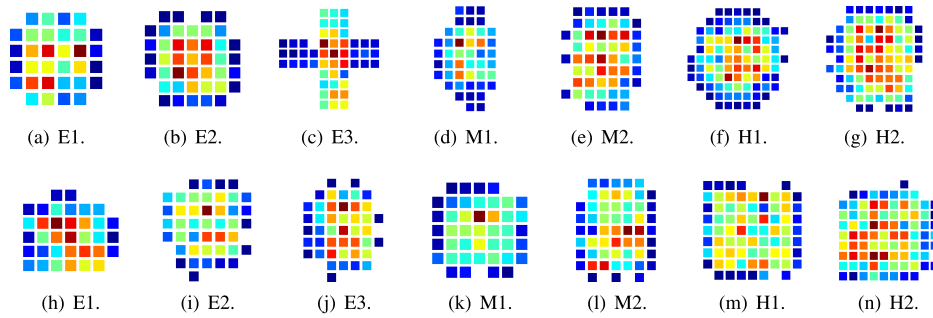 (a) E1. (b) E2. (c) E3. (d) M1. (e) M2. (f) H1. (g) H2.
(h) E1. (i) E2. (j) E3. (k) M1. (l) M2. (m) H1. (n) H2.